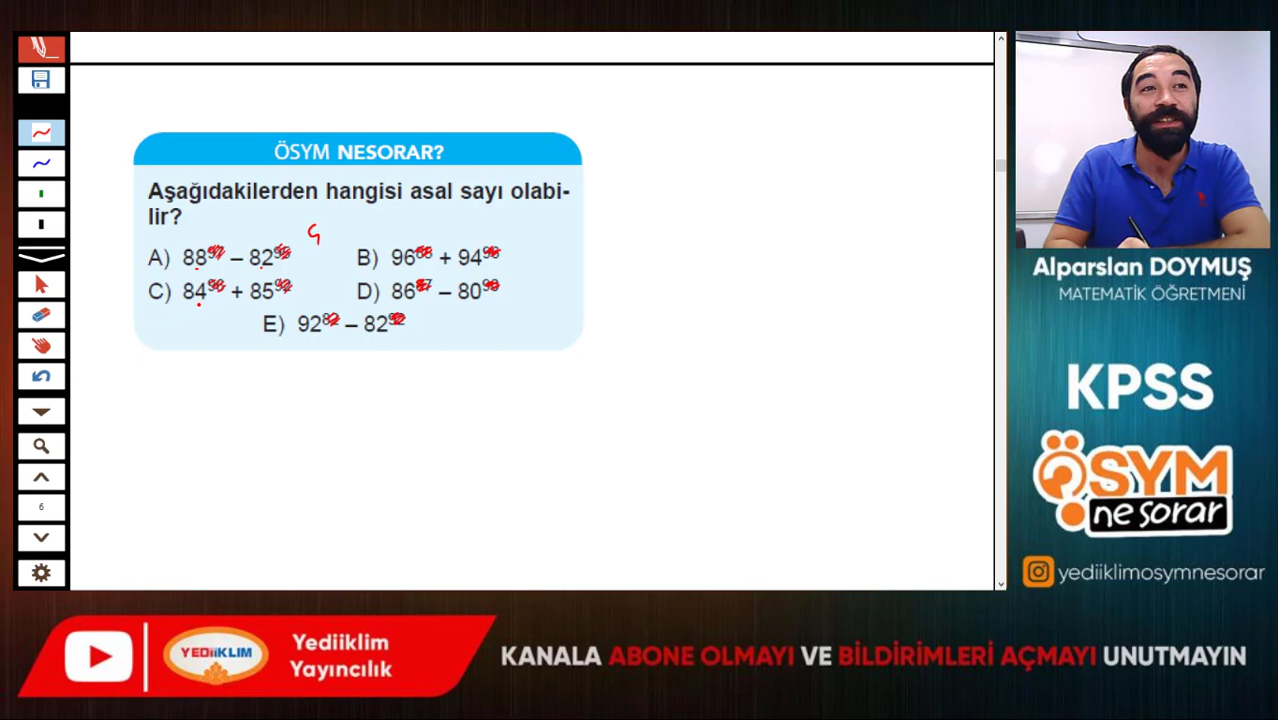 ÖSYM NESORAR?
Aşağıdakilerden hangisi asal sayı olabi-
lir?
Ç
A) 88 – 82
B) 96 + 94
C) 84 + 85
D) 86 – 80
E) 92 – 82
6
Alparslan DOYMUŞ
MATEMATİK ÖĞRETMENİ
KPSS
ÖSYM
ne sorar
yediiklimosymnesorar
YEDiiKLIM
Yediiklim
Yayıncılık
KANALA ABONE OLMAYI VE BİLDİRİMLERİ AÇMAYI UNUTMAYIN